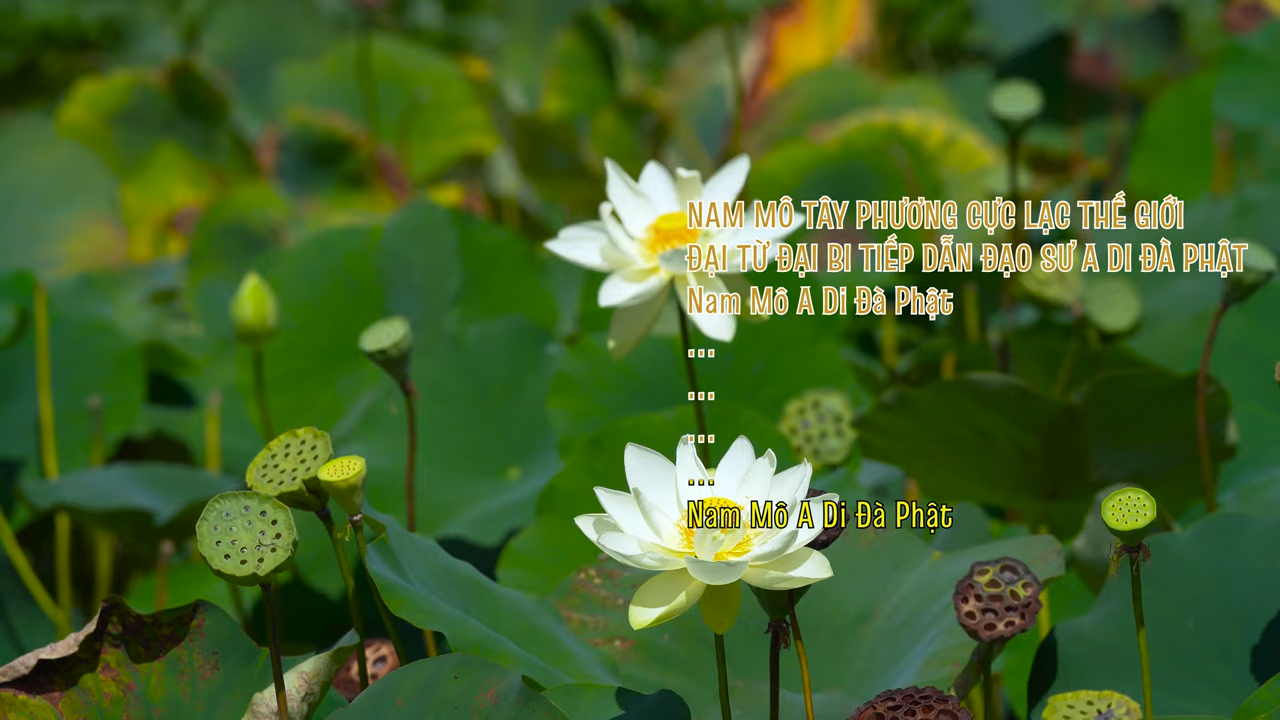 NAM MÔ TÂY PHƯƠNG CỰC LẠC THẾ GIỚI
ĐẠI TỪ ĐẠI BI TIẾP DẪN ĐẠO SƯ A DI ĐÀ PHẬT
Nam Mô A Di Đà Phật
...
...
...
...
Nam Mô A Di Đà Phật